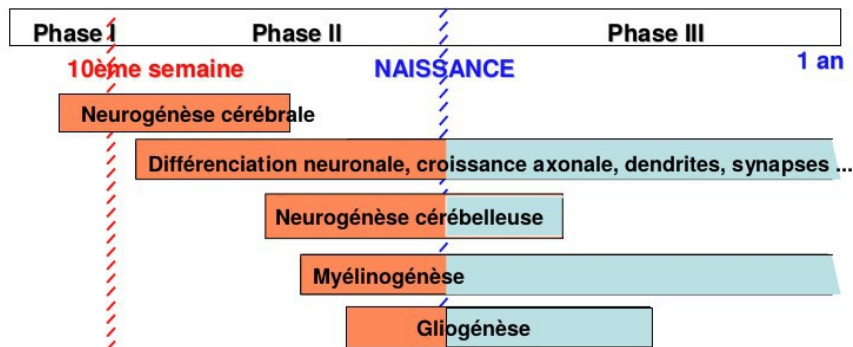 Phase I Phase II Phase III
10ème semaine NAISSANCE 1 an
Neurogénèse cérébrale
Différenciation neuronale, croissance axonale, dendrites, synapses ...
Neurogénèse cérébelleuse
Myélinogénèse
Gliogénèse